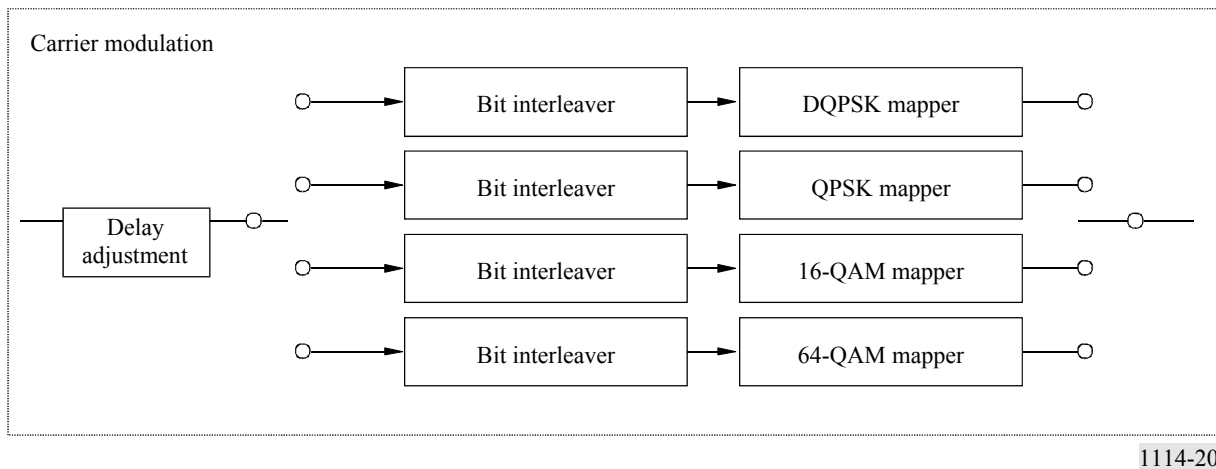 Carrier modulation
Bit interleaver
DQPSK mapper
Bit interleaver
QPSK mapper
Delay
adjustment
Bit interleaver
16-QAM mapper
Bit interleaver
64-QAM mapper
1114-20